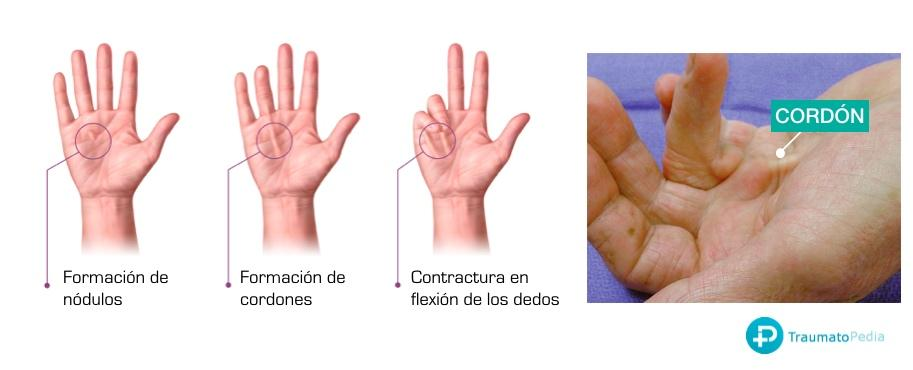 CORDÓN
Formación de
nódulos
Formación de
cordones
Contractura en
flexión de los dedos
TraumatoPedia